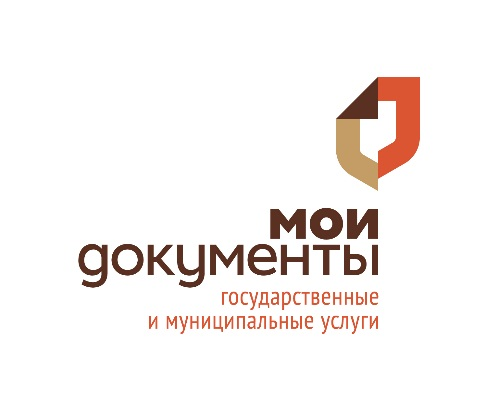 мои
документы
государственные
и муниципальные услуги